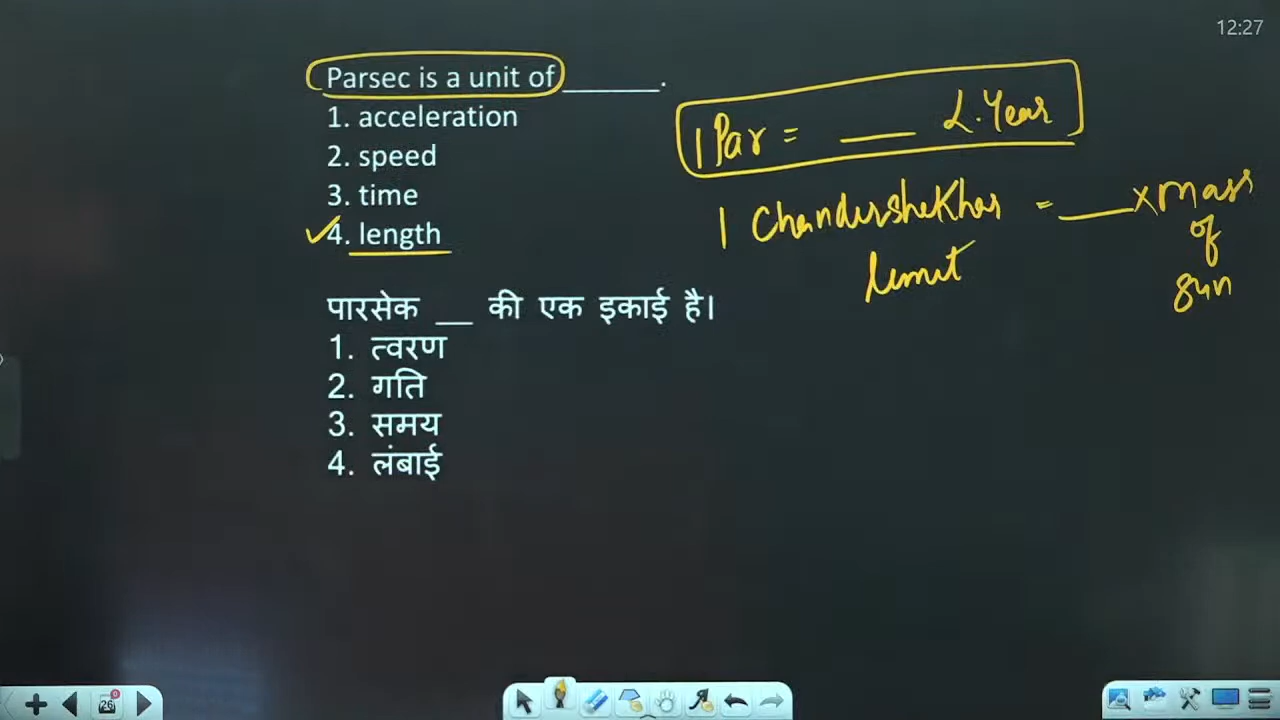 12:27
Parsec is a unit of ______.
1. acceleration
2. speed
3. time
4. length
1 Par = ___ L.Year
1 Chandershekhar = ___ x mass of sun
limit
पारसेक __ की एक इकाई है।
1. त्वरण
2. गति
3. समय
4. लंबाई
26